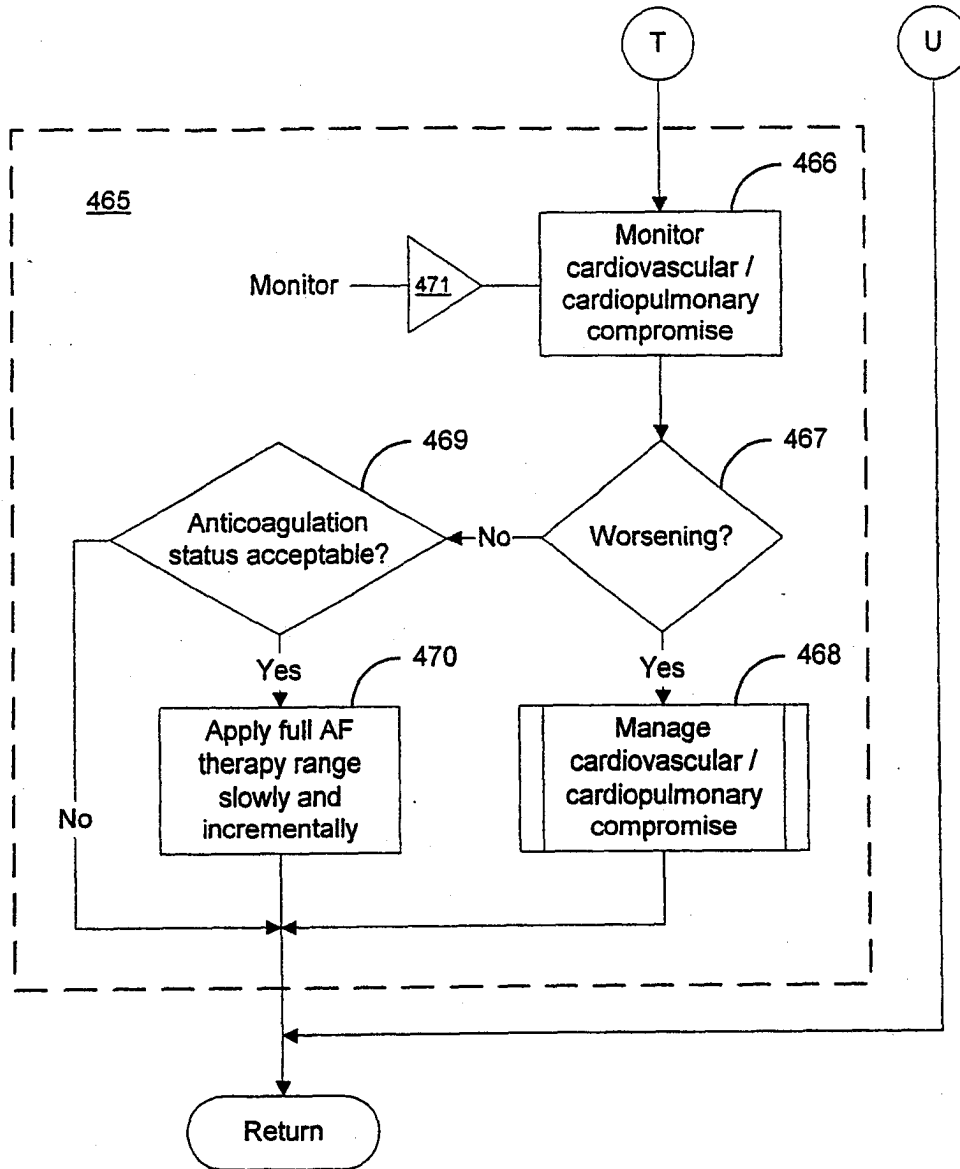 T
U
466
465
Monitor
cardiovascular /
cardiopulmonary
compromise
Monitor
471
469
467
Anticoagulation
status acceptable?
No
Worsening?
Yes
470
Yes
468
Apply full AF
therapy range
slowly and
incrementally
Manage
cardiovascular /
cardiopulmonary
compromise
No
Return